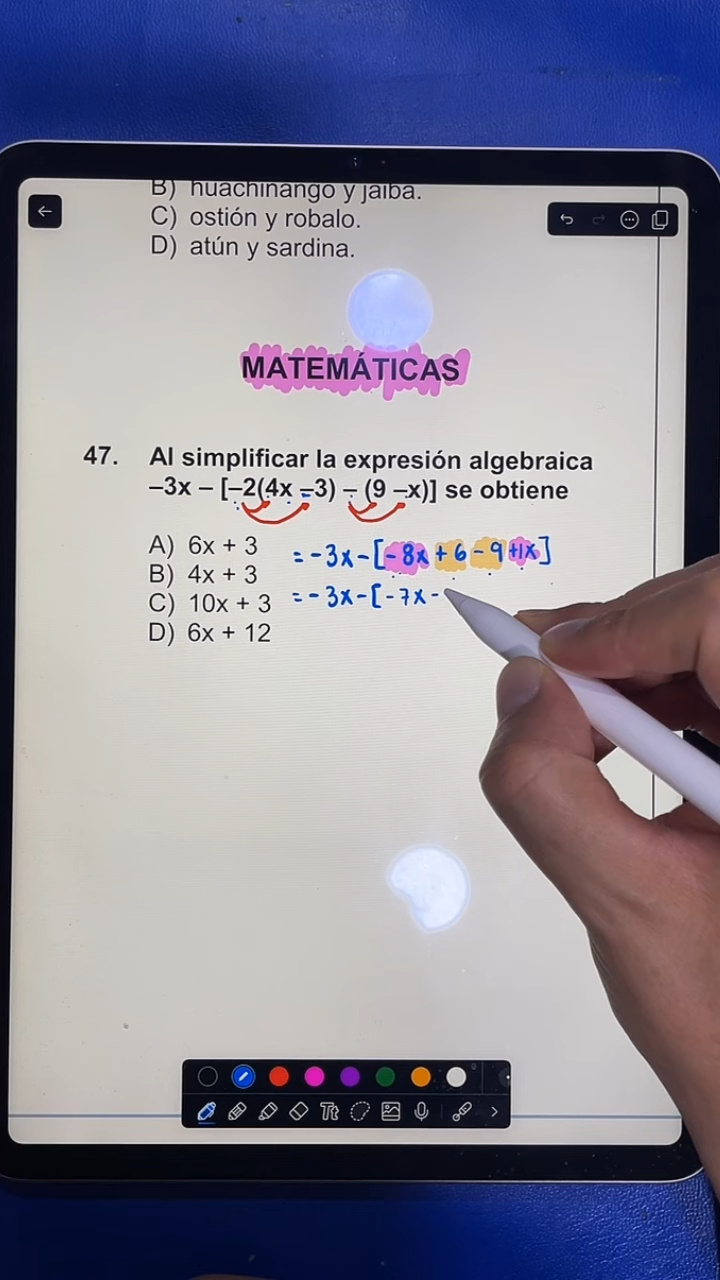 B) huachinango y jaiba.
C) ostión y robalo.
D) atún y sardina.
MATEMÁTICAS
47. Al simplificar la expresión algebraica
–3x – [–2(4x –3) – (9 –x)] se obtiene
A) 6x + 3
B) 4x + 3
C) 10x + 3
D) 6x + 12
= -3x-[-8x+6-9+1x]
= -3x-[-7x-
Tt